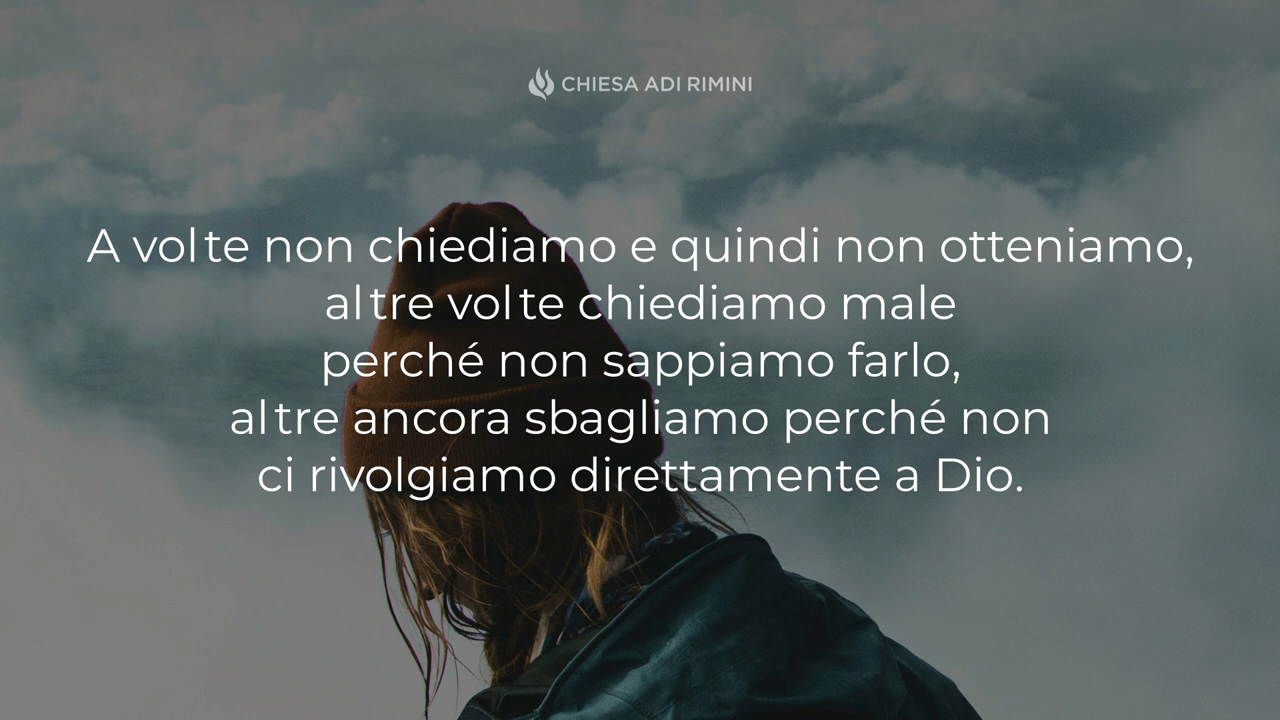 CHIESA ADI RIMINI
A volte non chiediamo e quindi non otteniamo,
altre volte chiediamo male
perché non sappiamo farlo,
altre ancora sbagliamo perché non
ci rivolgiamo direttamente a Dio.